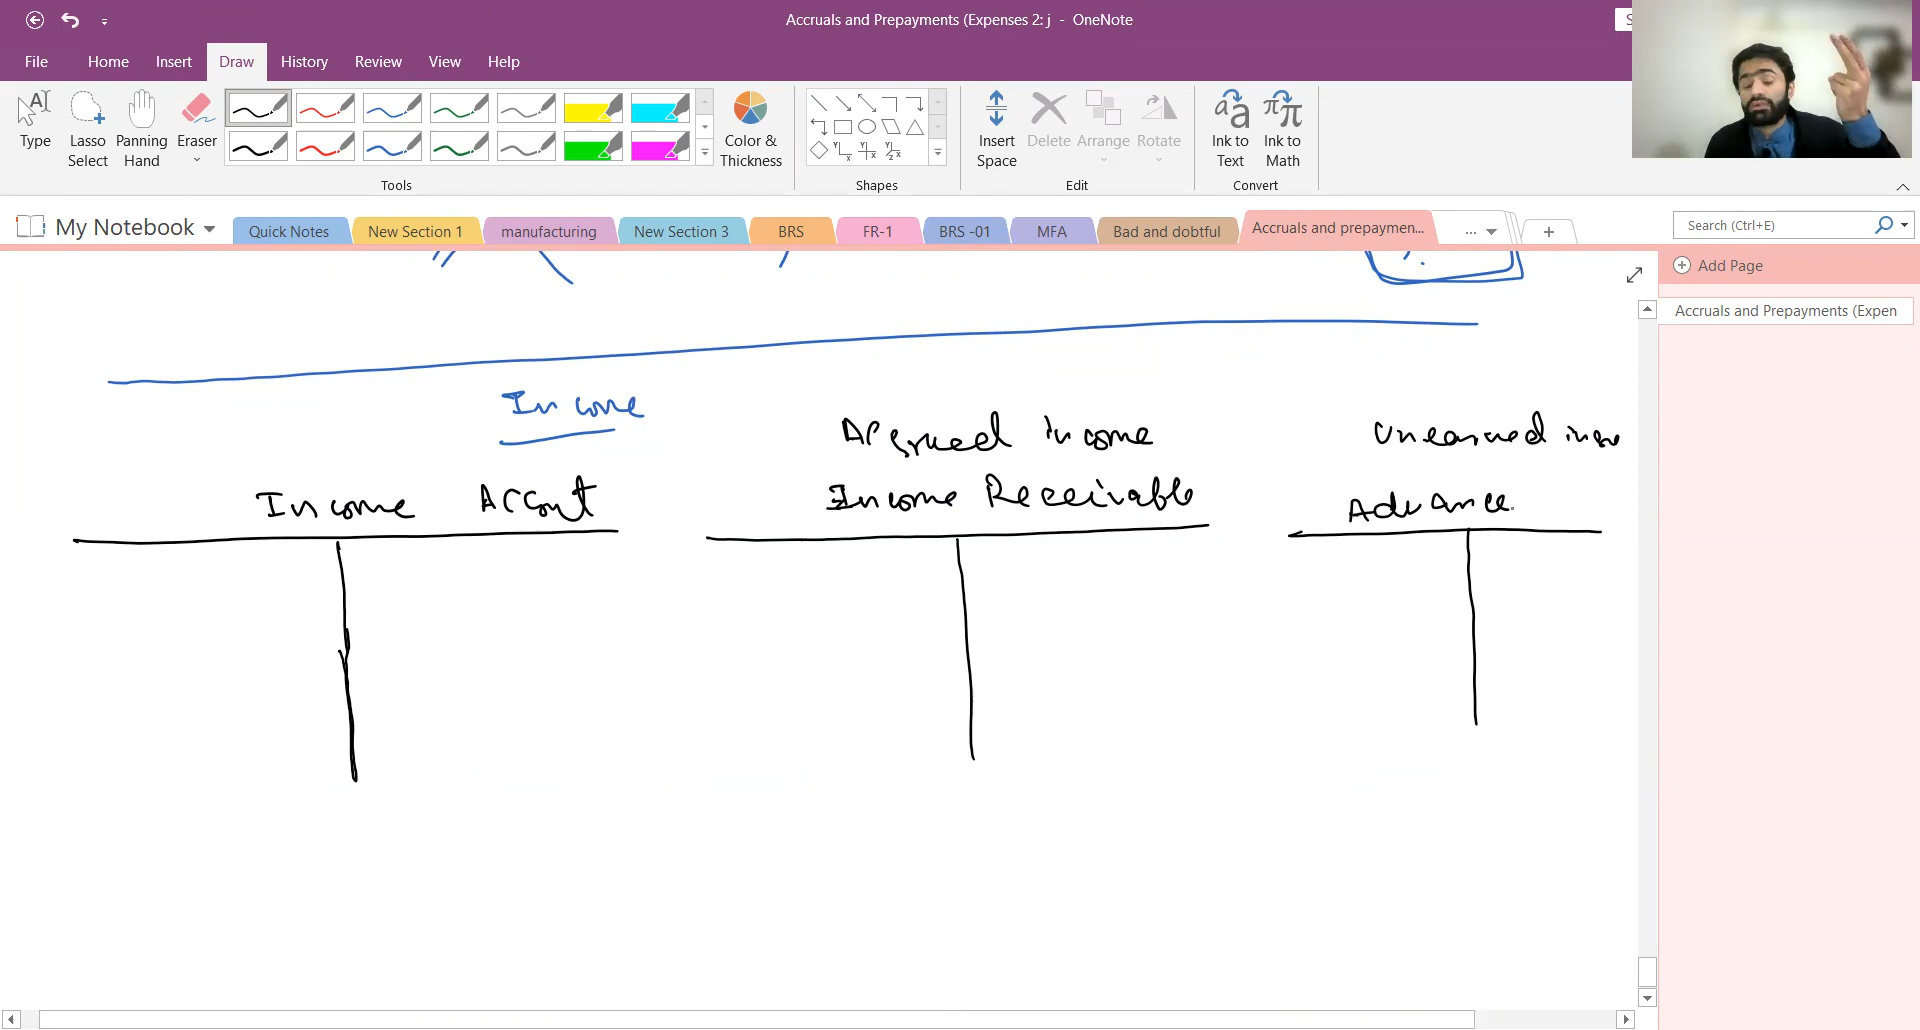 Accruals and Prepayments (Expenses 2: j - OneNote
S
File Home Insert Draw History Review View Help
Type Lasso Select Panning Hand Eraser
Color & Thickness
Insert Space Delete Arrange Rotate
Ink to Text Ink to Math
Tools Shapes Edit Convert
My Notebook Quick Notes New Section 1 manufacturing New Section 3 BRS FR-1 BRS -01 MFA Bad and doubtful Accruals and prepaymen... ... + Search (Ctrl+E)
Add Page
Accruals and Prepayments (Expen
Income
Accrued income Unearned
Income Account Income Receivable Advance